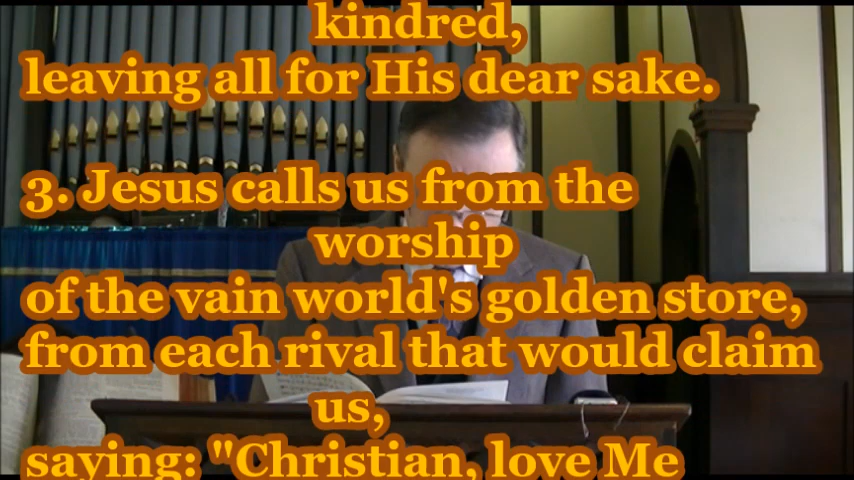 kindred,
leaving all for His dear sake.
3. Jesus calls us from the
worship
of the vain world's golden store,
from each rival that would claim
us,
saying: "Christian, love Me